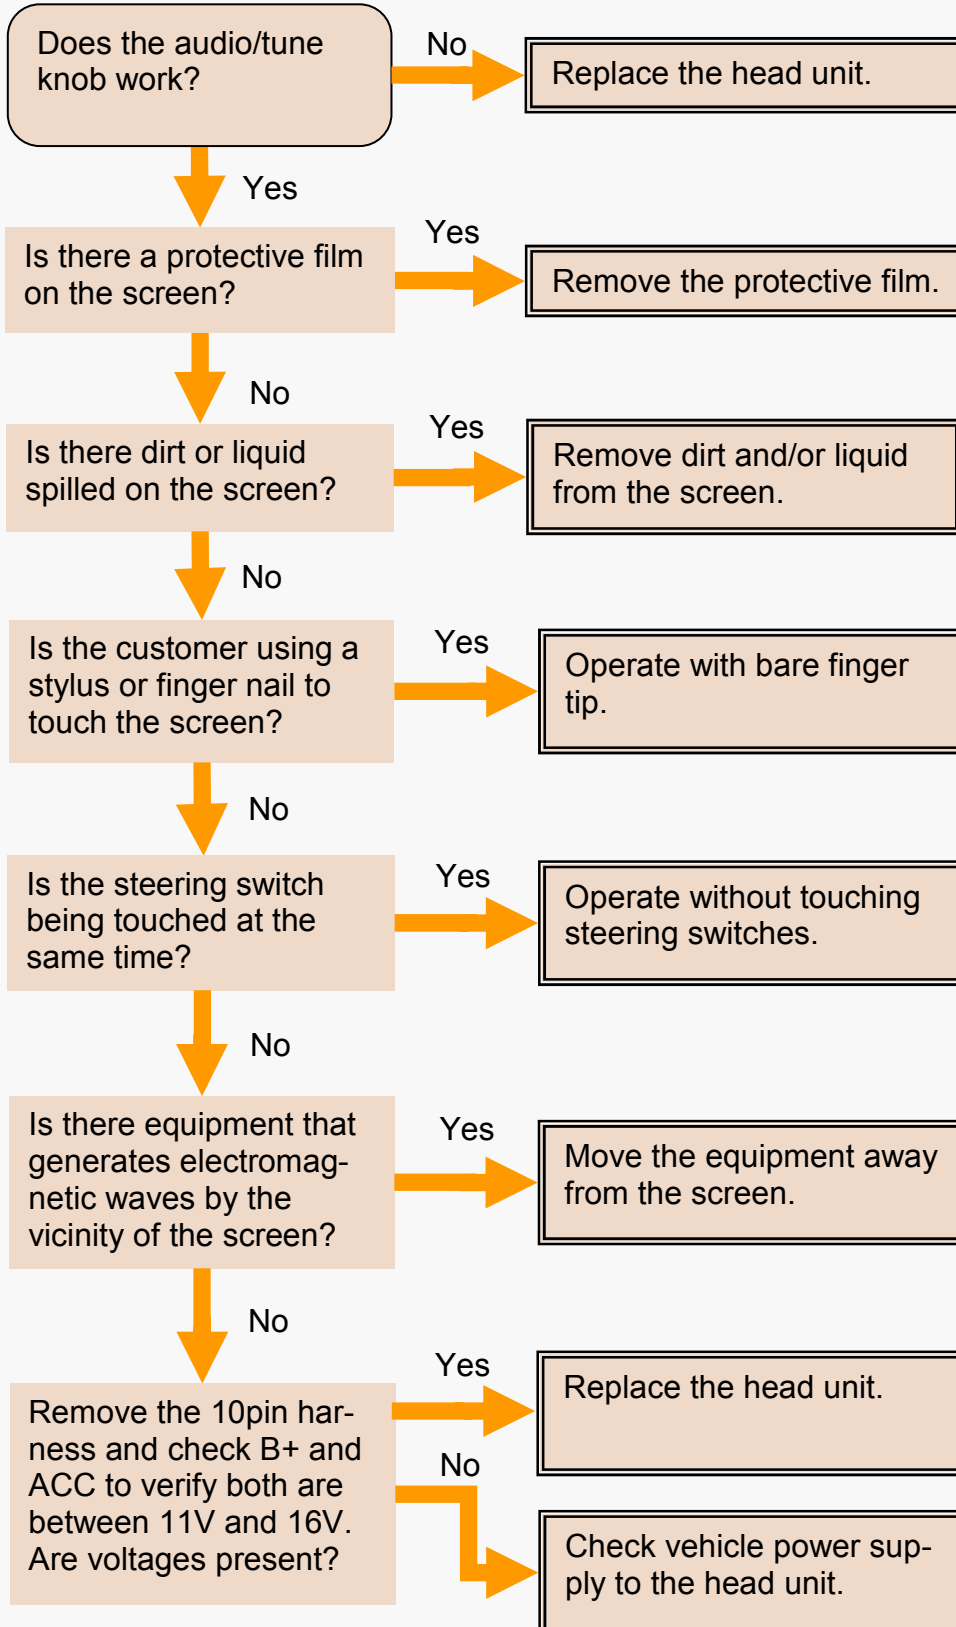 Does the audio/tune
knob work?
No
Replace the head unit.
Yes
Is there a protective film
on the screen?
Yes
Remove the protective film.
No
Is there dirt or liquid
spilled on the screen?
Yes
Remove dirt and/or liquid
from the screen.
No
Is the customer using a
stylus or finger nail to
touch the screen?
Yes
Operate with bare finger
tip.
No
Is the steering switch
being touched at the
same time?
Yes
Operate without touching
steering switches.
No
Is there equipment that
generates electromag-
netic waves by the
vicinity of the screen?
Yes
Move the equipment away
from the screen.
No
Remove the 10pin har-
ness and check B+ and
ACC to verify both are
between 11V and 16V.
Are voltages present?
Yes
Replace the head unit.
No
Check vehicle power sup-
ply to the head unit.